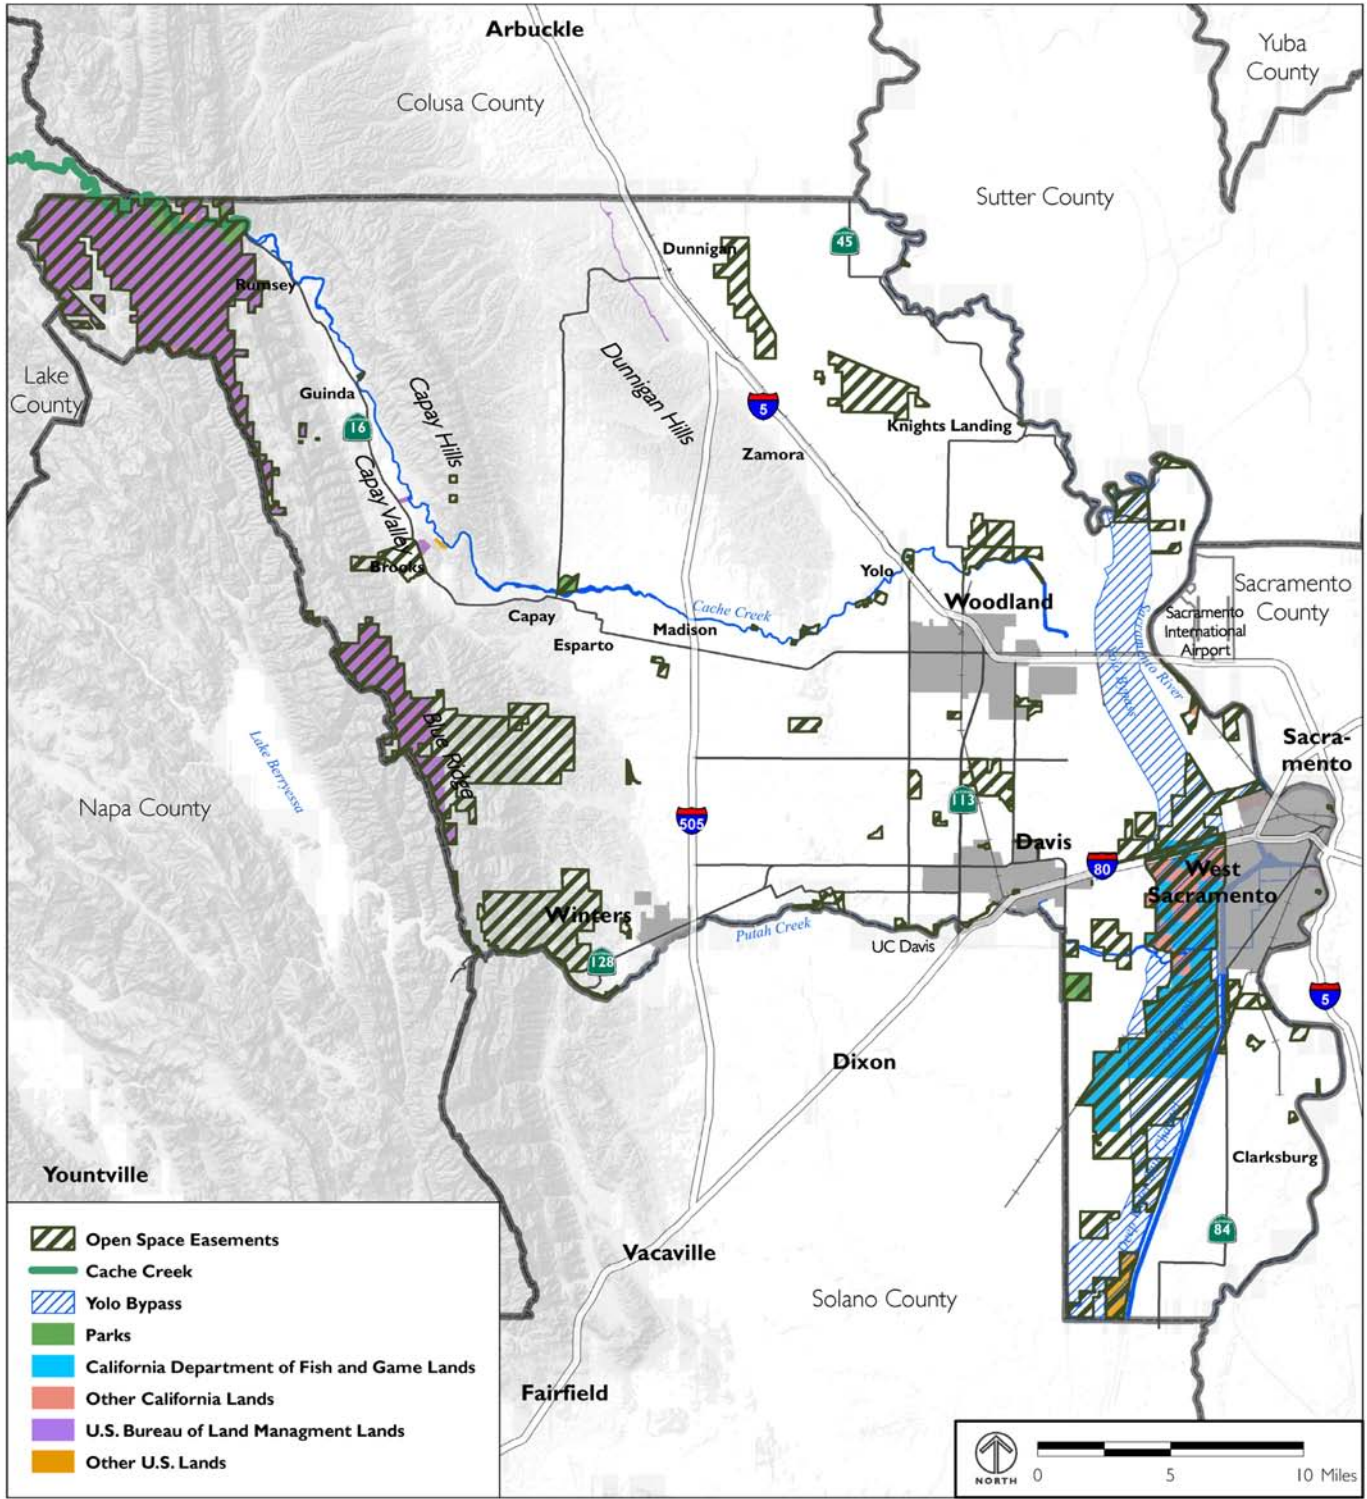 Arbuckle
Yuba
County
Colusa County
Sutter County
45
Dunnigan
Rumsey
Lake
County
Guinda
16
Capay Hills
Dunnigan Hills
5
Knights Landing
Zamora
Capay Valley
Brooks
Yolo
Woodland
Sacramento
County
Sacramento
International
Airport
Cache Creek
Capay
Madison
Esparto
Sacramento River
Yolo Bypass
Blue Ridge
Lake Berryessa
Sacra-
mento
Napa County
505
113
Davis
80
West
Sacramento
Winters
Putah Creek
UC Davis
128
5
Dixon
Clarksburg
Yountville
84
Vacaville
Solano County
Fairfield
Open Space Easements
Cache Creek
Yolo Bypass
Parks
California Department of Fish and Game Lands
Other California Lands
U.S. Bureau of Land Managment Lands
Other U.S. Lands
NORTH
0 5 10 Miles